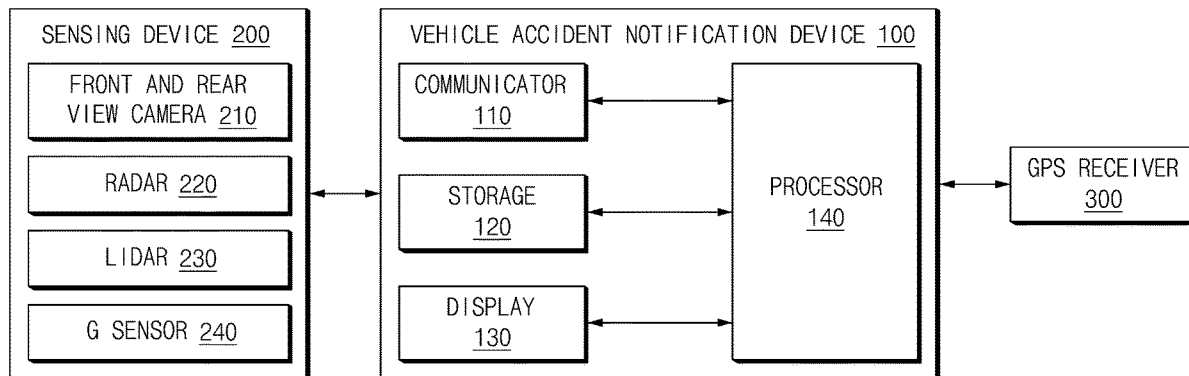 SENSING DEVICE 200
FRONT AND REAR
VIEW CAMERA 210
RADAR 220
LIDAR 230
G SENSOR 240
VEHICLE ACCIDENT NOTIFICATION DEVICE 100
COMMUNICATOR
110
STORAGE
120
DISPLAY
130
PROCESSOR
140
GPS RECEIVER
300